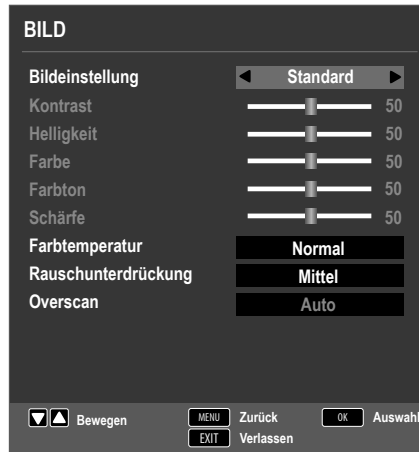 BILD
Bildeinstellung Standard
Kontrast 50
Helligkeit 50
Farbe 50
Farbton 50
Schärfe 50
Farbtemperatur Normal
Rauschunterdrückung Mittel
Overscan Auto
Bewegen MENU Zurück OK Auswahl
EXIT Verlassen